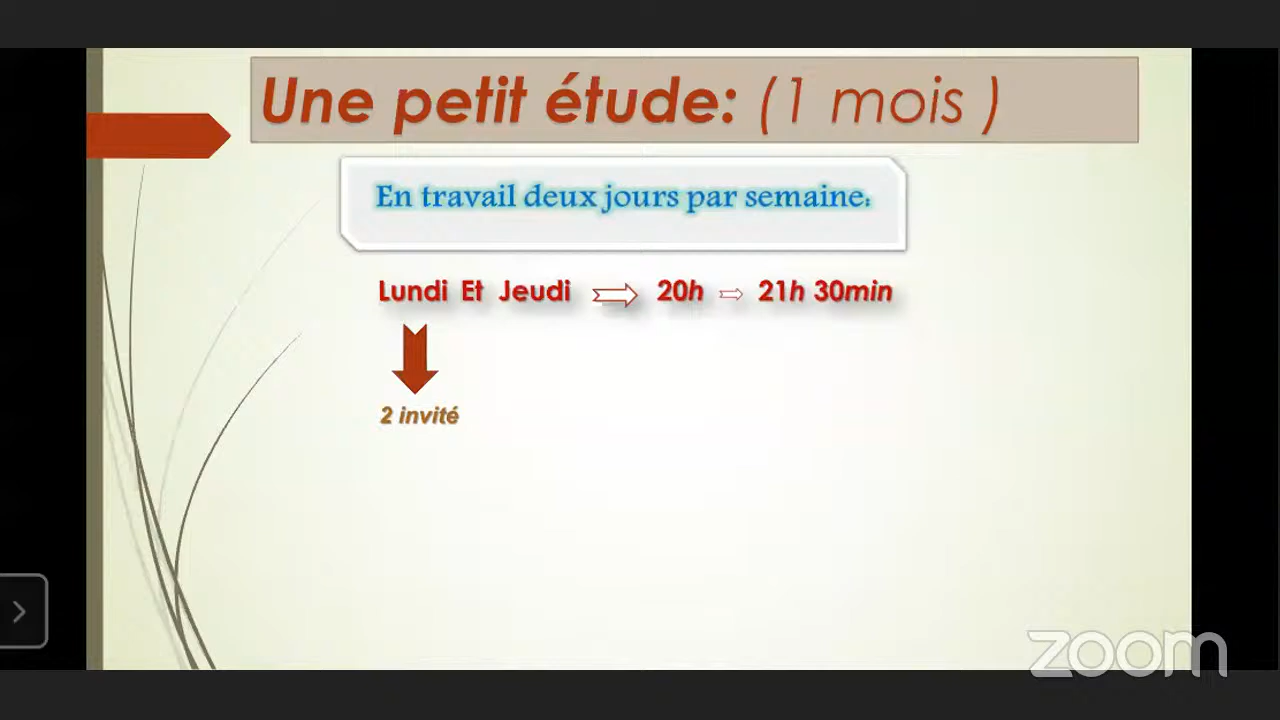 Une petit étude: (1 mois )
En travail deux jours par semaine:
Lundi Et Jeudi 20h 21h 30min
2 invité
zoom